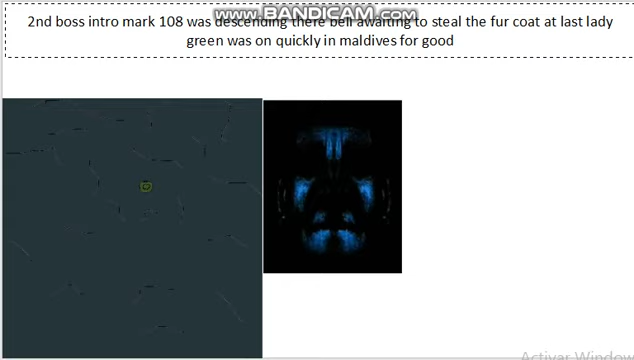 www.BANDICAM.com
2nd boss intro mark 108 was descending there bell awaiting to steal the fur coat at last lady
green was on quickly in maldives for good
Activar Window